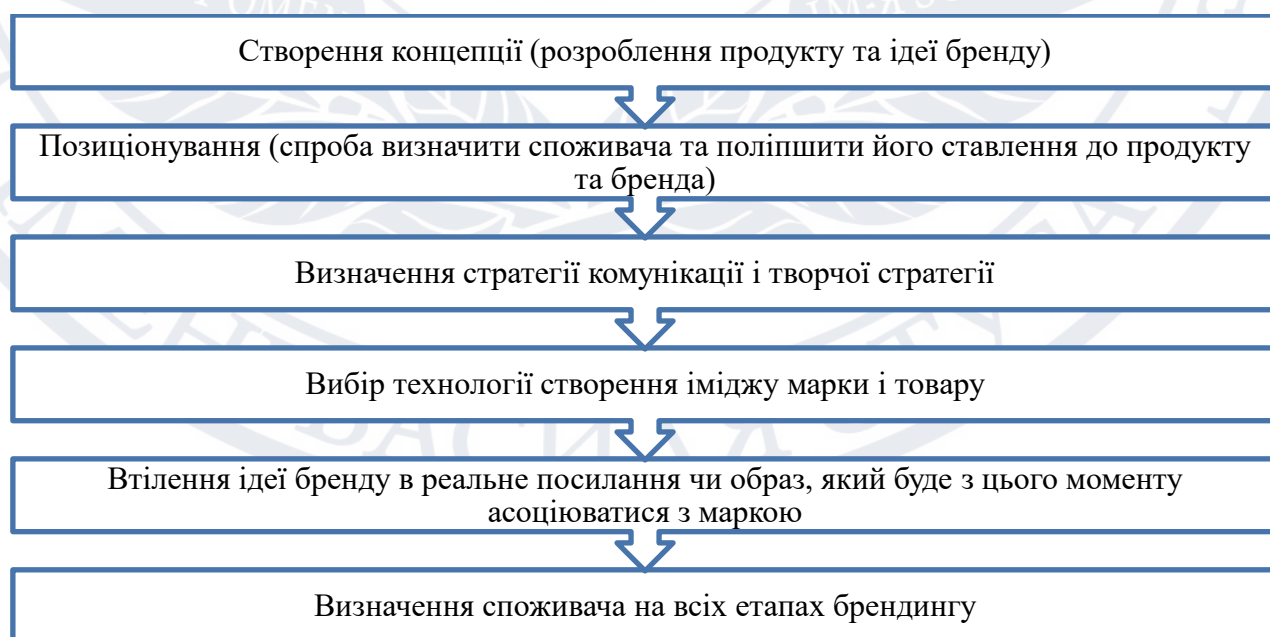 Створення концепції (розроблення продукту та ідеї бренду)
Позиціонування (спроба визначити споживача та поліпшити його ставлення до продукту
та бренда)
Визначення стратегії комунікації і творчої стратегії
Вибір технології створення іміджу марки і товару
ВАСИЛЯ
Втілення ідеї бренду в реальне посилання чи образ, який буде з цього моменту
асоціюватися з маркою
Визначення споживача на всіх етапах брендингу